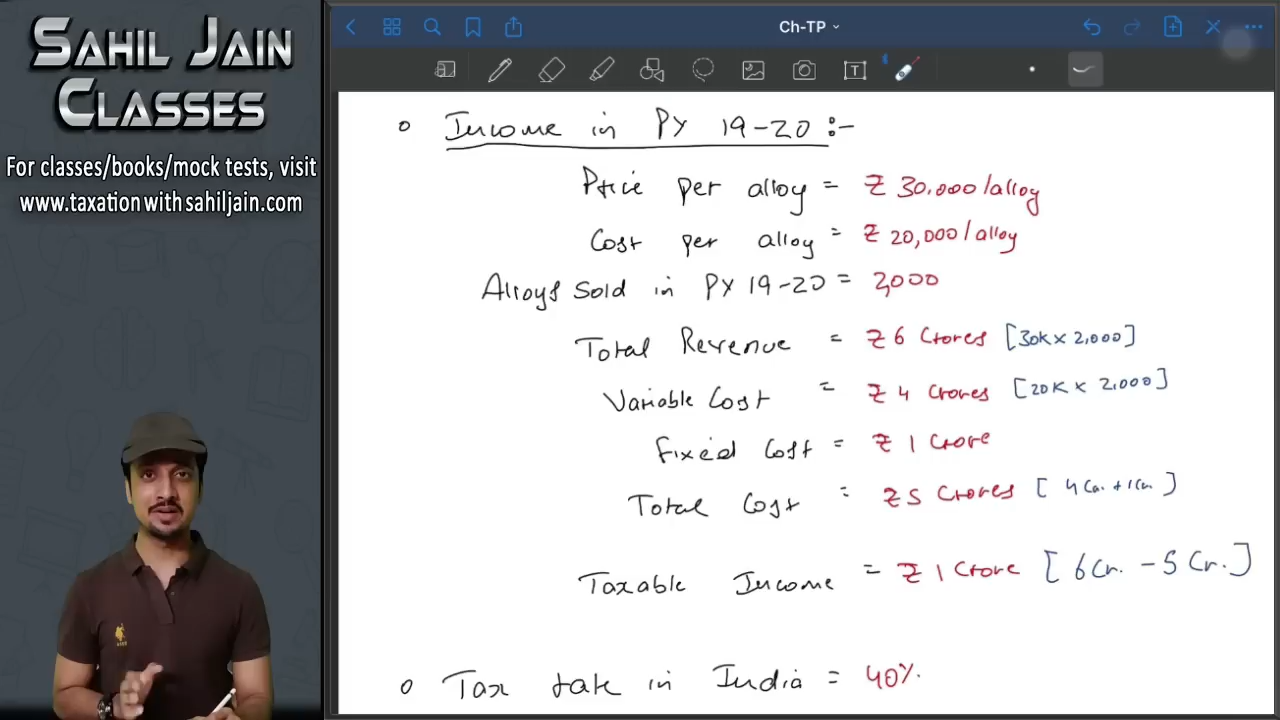 SAHIL JAIN
CLASSES
For classes/books/mock tests, visit
www.taxationwithsahiljain.com
Ch-TP
T
Income in PY 19-20 :-
Price per alloy = ₹ 30,000/alloy
Cost per alloy = ₹ 20,000/alloy
Alloys Sold in PY 19-20 = 2,000
Total Revenue = ₹ 6 Crores [30K x 2,000]
Variable Cost = ₹ 4 Crores [20K x 2,000]
Fixed Cost = ₹ 1 Crore
Total Cost = ₹ 5 Crores [4 Cr. + 1 Cr.]
Taxable Income = ₹ 1 Crore [6 Cr. - 5 Cr.]
Tax rate in India = 40%